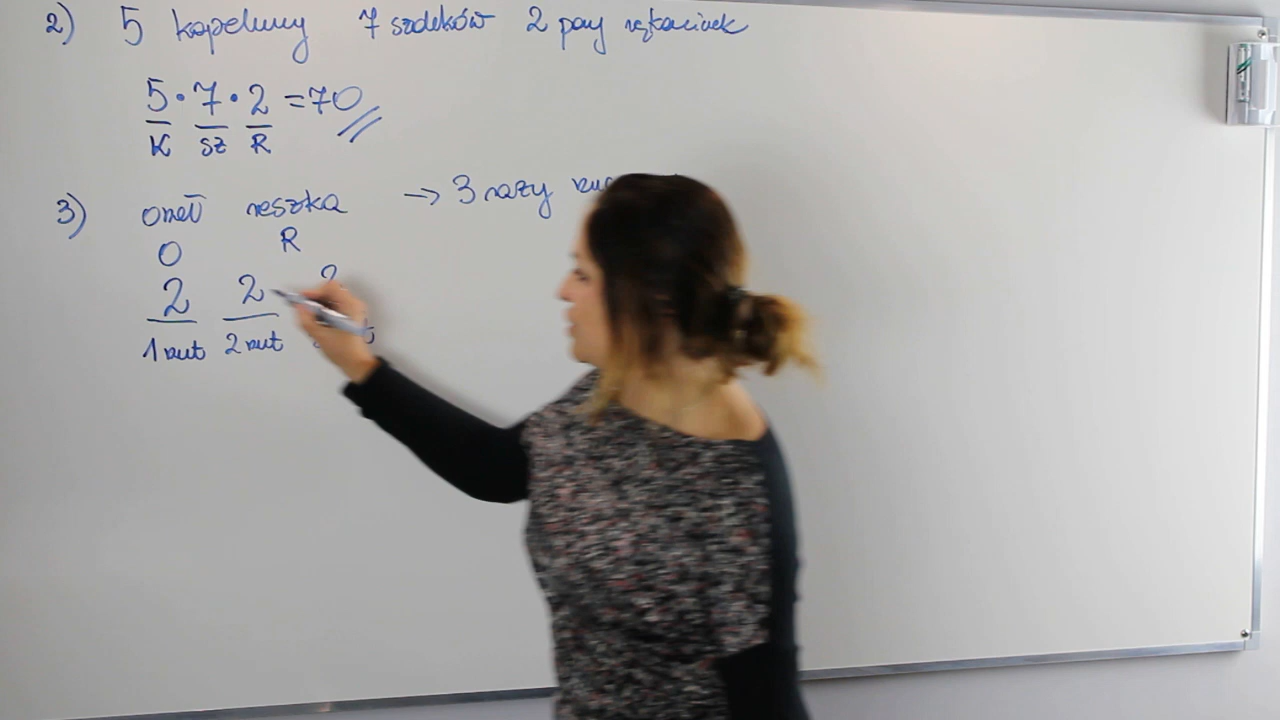 2) 5 kapeluszy 7 szalików 2 pary rękawiczek
5 · 7 · 2 = 70
K SZ R
3) orzeł reszka → 3 razy
O R
2 2 2
1 rzut 2 rzut